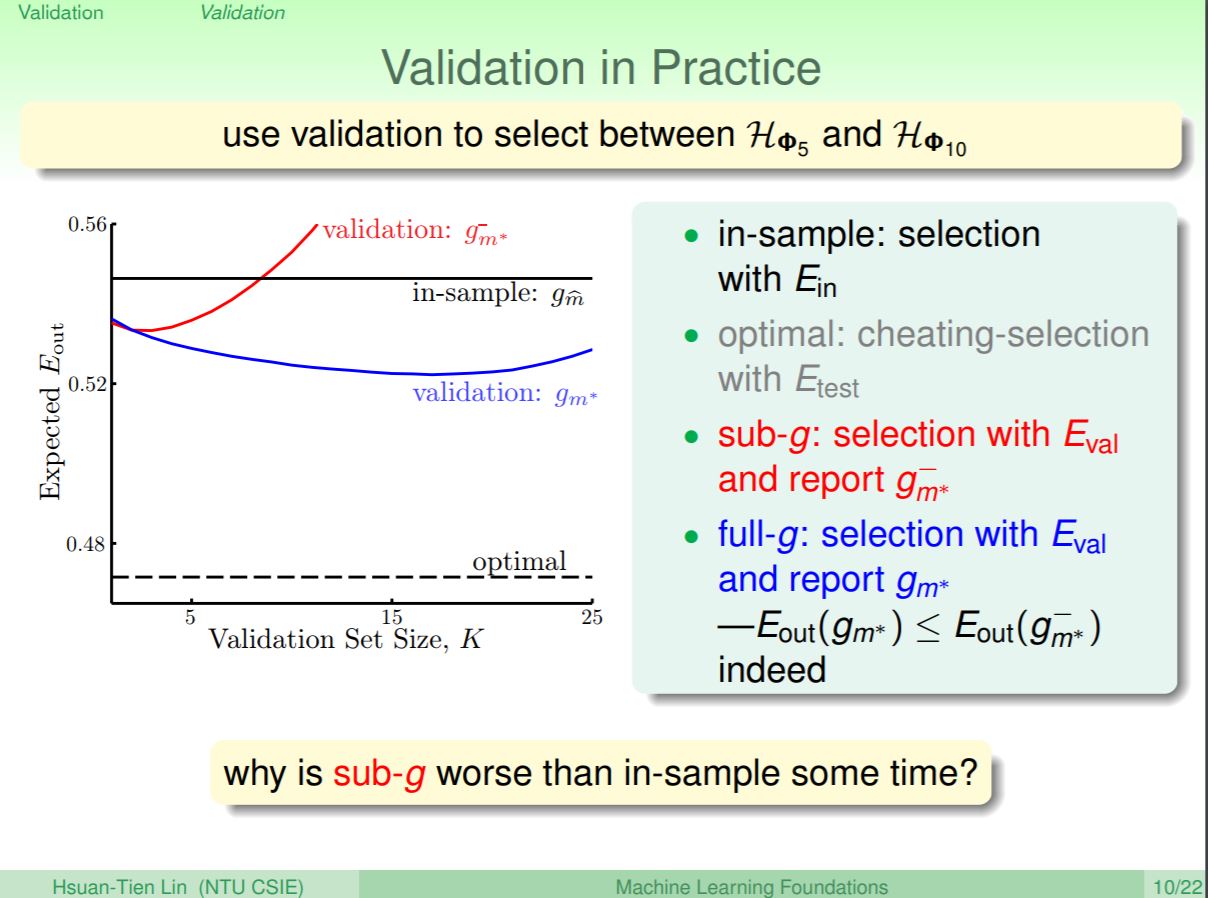 Validation Validation
Validation in Practice
use validation to select between $\mathcal{H}_{\mathbf{\Phi}_5}$ and $\mathcal{H}_{\mathbf{\Phi}_{10}}$
0.56
0.52
0.48
Expected $E_{\text{out}}$
validation: $g^-_{m^*}$
in-sample: $g_{\widehat{m}}$
validation: $g_{m^*}$
optimal
5 15 25
Validation Set Size, $K$
• in-sample: selection
with $E_{\text{in}}$
• optimal: cheating-selection
with $E_{\text{test}}$
• sub-$g$: selection with $E_{\text{val}}$
and report $g^-_{m^*}$
• full-$g$: selection with $E_{\text{val}}$
and report $g_{m^*}$
—$E_{\text{out}}(g_{m^*}) \leq E_{\text{out}}(g^-_{m^*})$
indeed
why is sub-$g$ worse than in-sample some time?
Hsuan-Tien Lin (NTU CSIE) Machine Learning Foundations 10/22